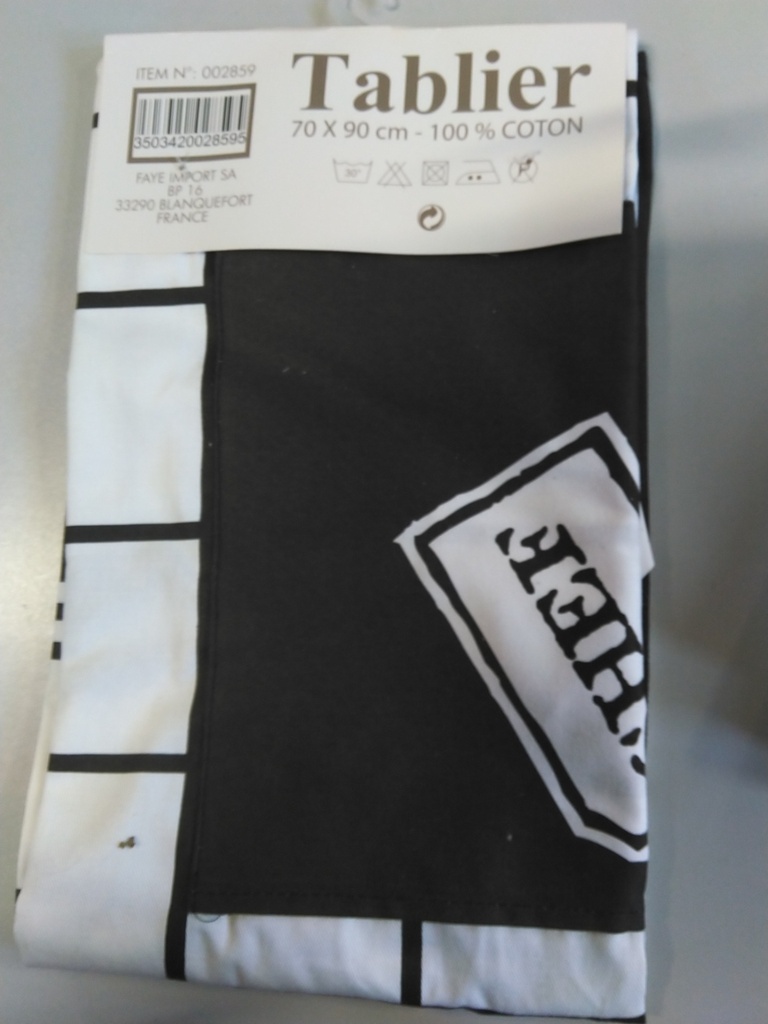 Tablier
70 X 90 cm - 100 % COTON
ITEM N°: 002859
3503420028595
FAYE IMPORT SA
BP 16
33290 BLANQUEFORT
FRANCE
30°
P